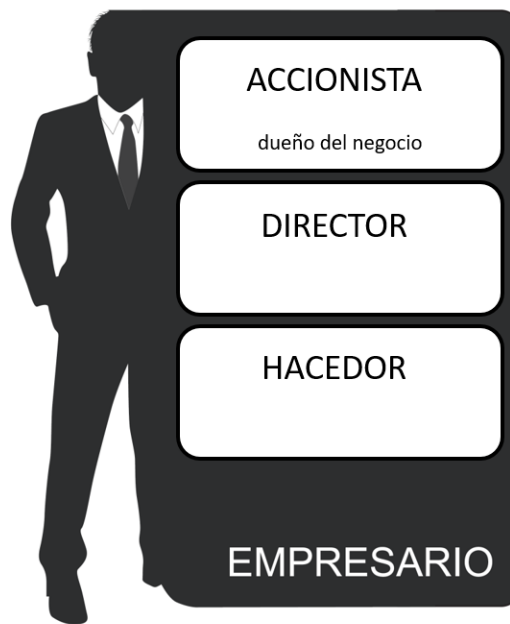 ACCIONISTA
dueño del negocio
DIRECTOR
HACEDOR
EMPRESARIO